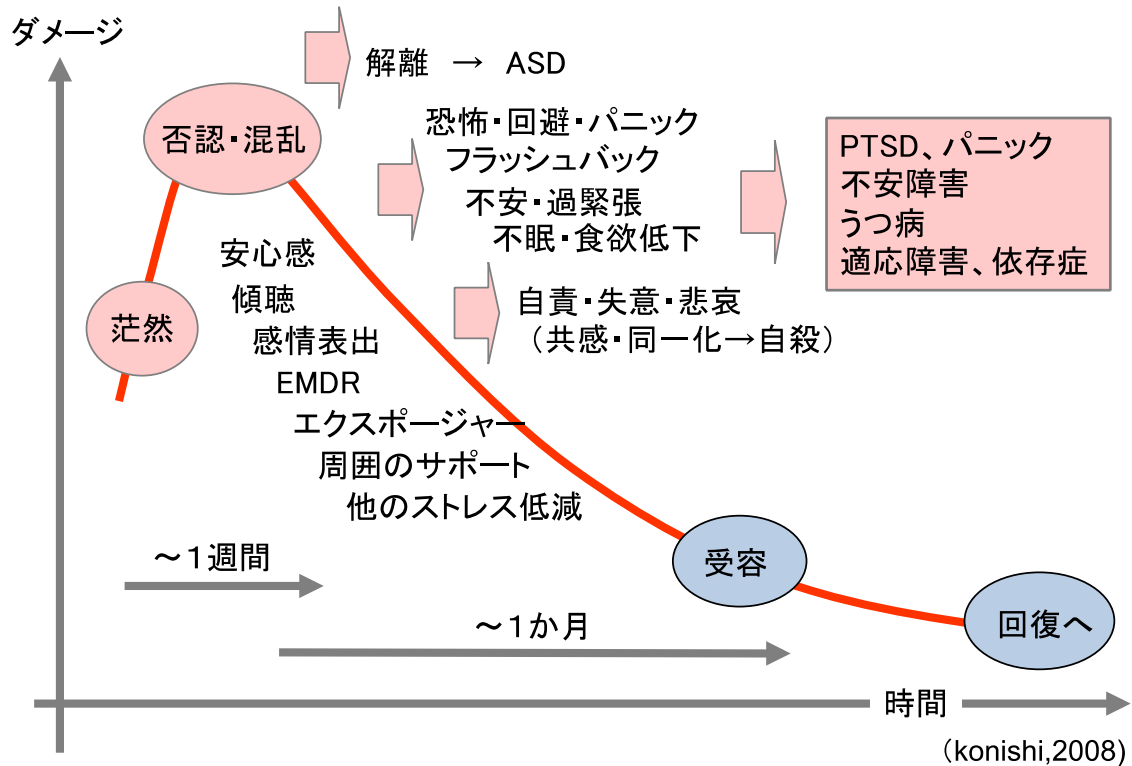 ダメージ
解離 → ASD
否認・混乱
恐怖・回避・パニック
フラッシュバック
不安・過緊張
不眠・食欲低下
PTSD、パニック
不安障害
うつ病
適応障害、依存症
茫然
安心感
傾聴
感情表出
EMDR
エクスポージャー
周囲のサポート
他のストレス低減
自責・失意・悲哀
（共感・同一化→自殺）
～１週間
受容
～１か月
回復へ
時間
(konishi,2008)